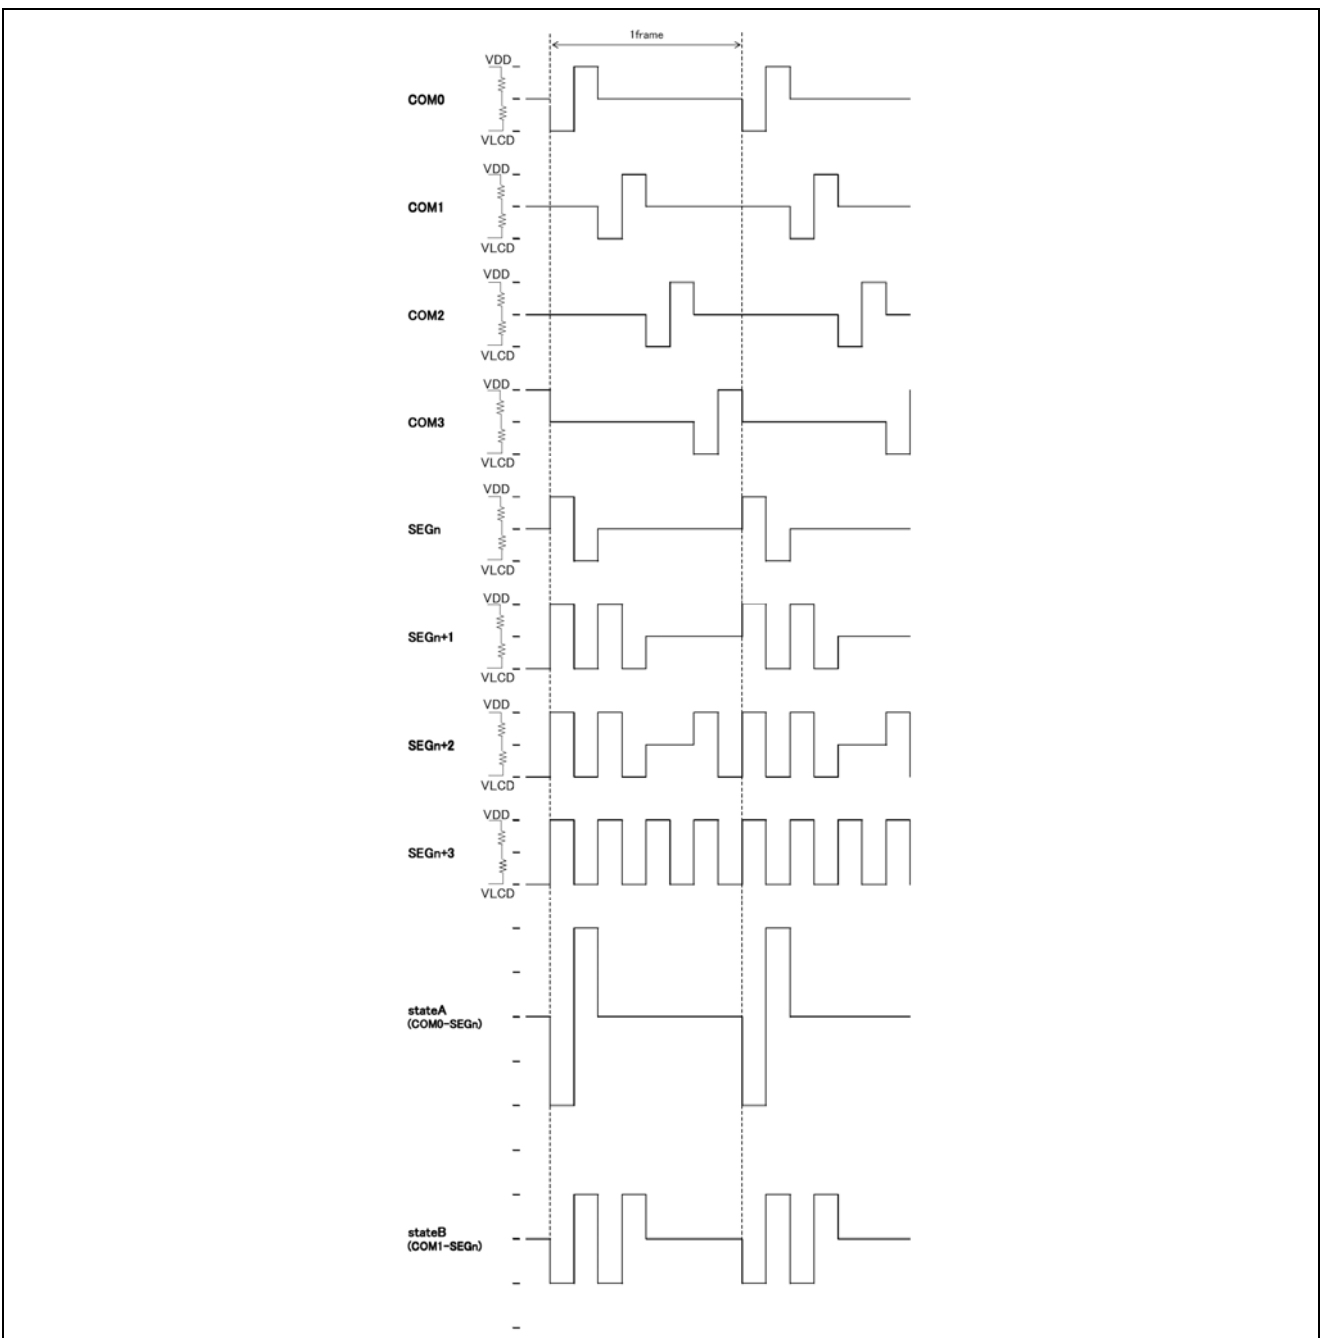 1frame
VDD
COM0
VLCD
VDD
COM1
VLCD
VDD
COM2
VLCD
VDD
COM3
VLCD
VDD
SEGn
VLCD
VDD
SEGn+1
VLCD
VDD
SEGn+2
VLCD
VDD
SEGn+3
VLCD
stateA
(COM0-SEGn)
stateB
(COM1-SEGn)